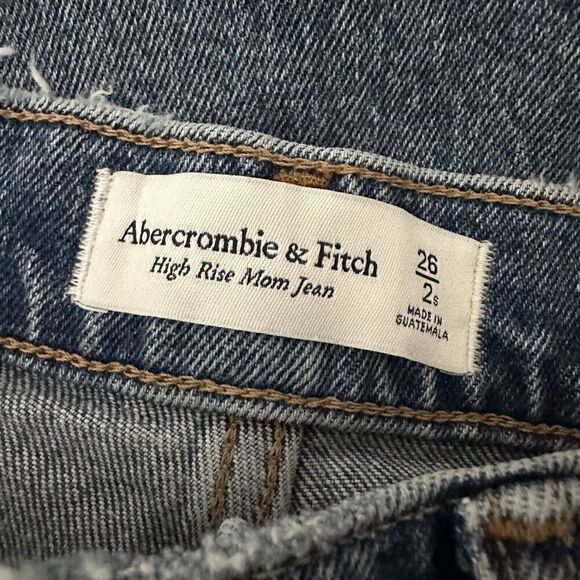 Abercrombie & Fitch
High Rise Mom Jean
26
2s
MADE IN
GUATEMALA